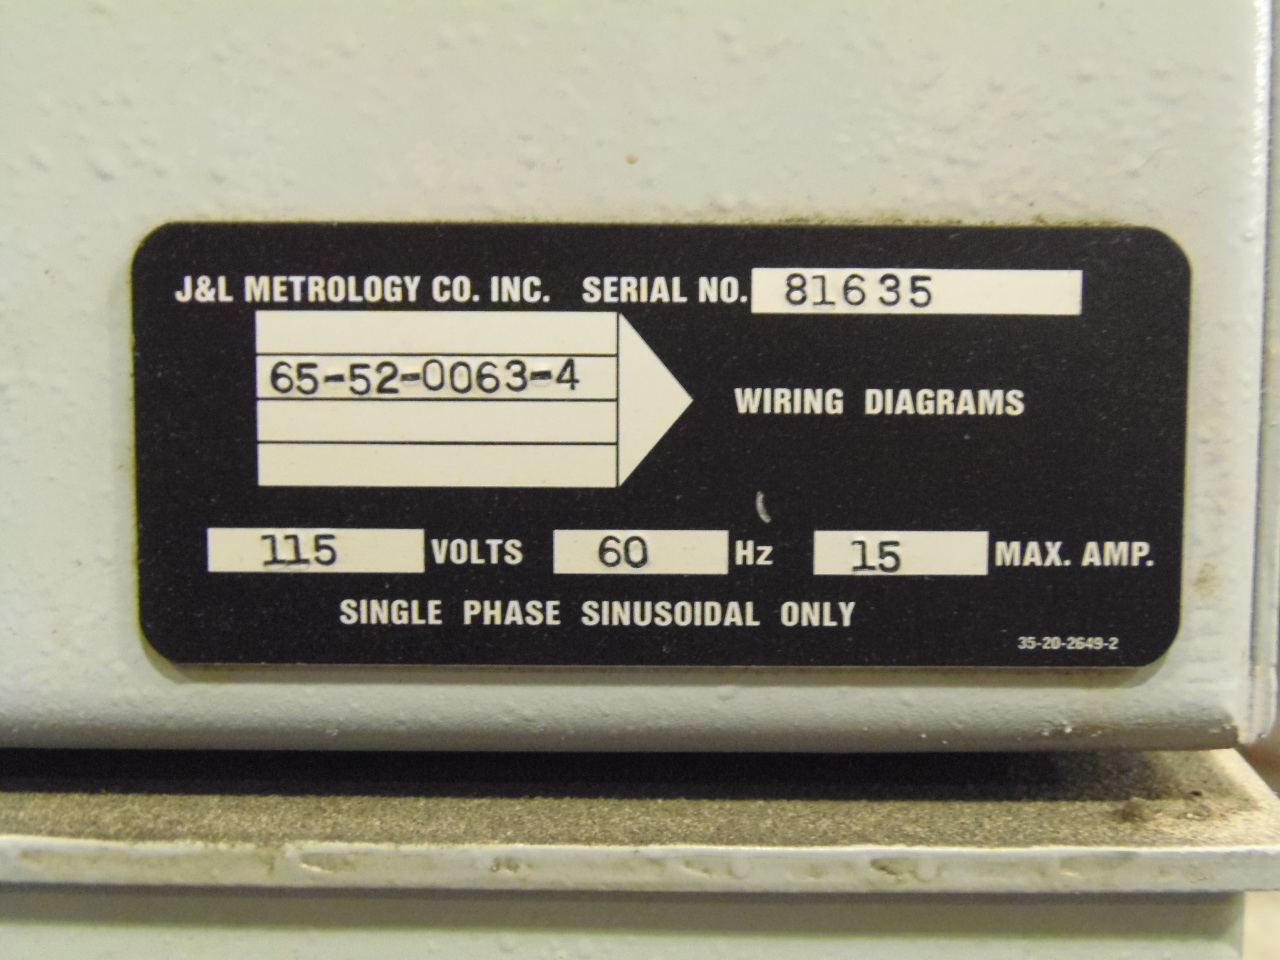 J&L METROLOGY CO. INC. SERIAL NO. 81635
65-52-0063-4
WIRING DIAGRAMS
115 VOLTS 60 Hz 15 MAX. AMP.
SINGLE PHASE SINUSOIDAL ONLY
35-20-2649-2